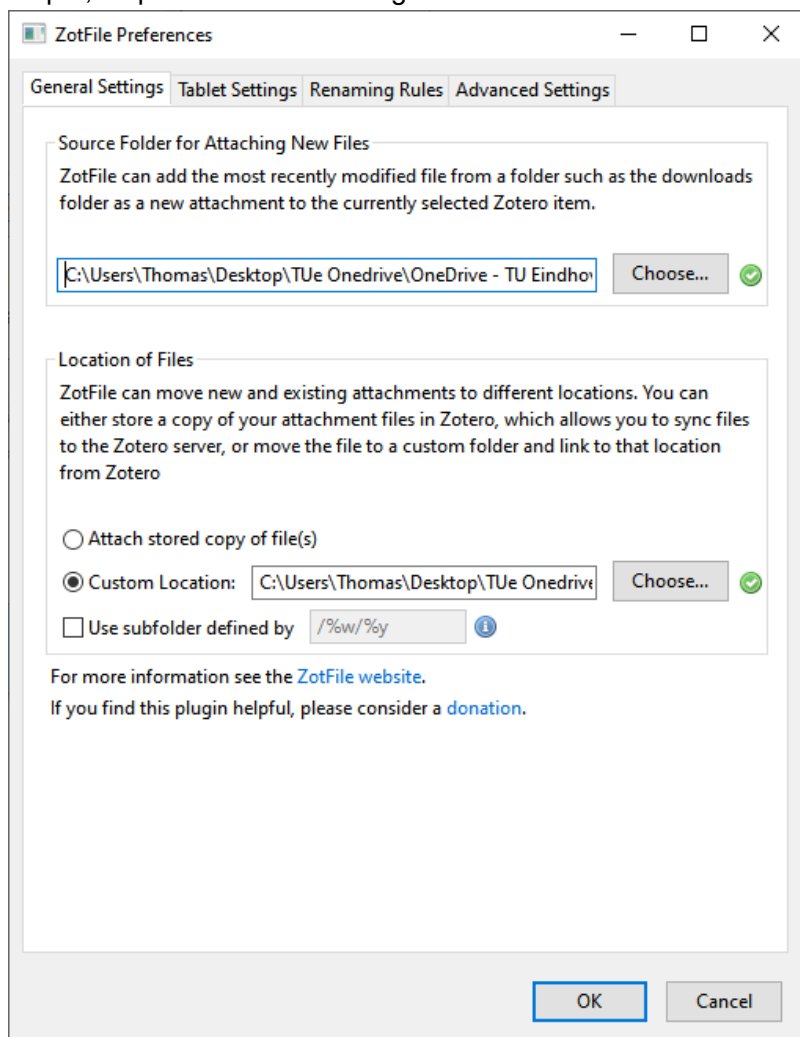 ZotFile Preferences
General Settings Tablet Settings Renaming Rules Advanced Settings
Source Folder for Attaching New Files
ZotFile can add the most recently modified file from a folder such as the downloads
folder as a new attachment to the currently selected Zotero item.
C:\Users\Thomas\Desktop\TUe Onedrive\OneDrive - TU Eindhov Choose...
Location of Files
ZotFile can move new and existing attachments to different locations. You can
either store a copy of your attachment files in Zotero, which allows you to sync files
to the Zotero server, or move the file to a custom folder and link to that location
from Zotero
Attach stored copy of file(s)
Custom Location: C:\Users\Thomas\Desktop\TUe Onedrive Choose...
Use subfolder defined by /%w/%y
For more information see the ZotFile website.
If you find this plugin helpful, please consider a donation.
OK Cancel